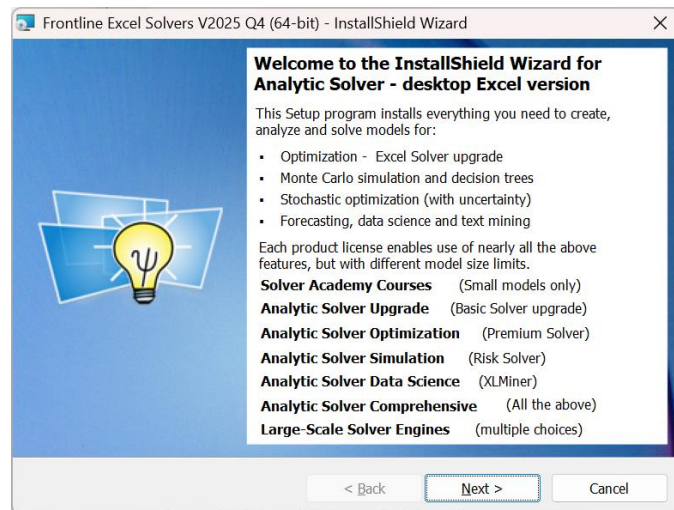 Frontline Excel Solvers V2025 Q4 (64-bit) - InstallShield Wizard
Welcome to the InstallShield Wizard for
Analytic Solver - desktop Excel version
This Setup program installs everything you need to create,
analyze and solve models for:
▪ Optimization - Excel Solver upgrade
▪ Monte Carlo simulation and decision trees
▪ Stochastic optimization (with uncertainty)
▪ Forecasting, data science and text mining
Each product license enables use of nearly all the above
features, but with different model size limits.
Solver Academy Courses (Small models only)
Analytic Solver Upgrade (Basic Solver upgrade)
Analytic Solver Optimization (Premium Solver)
Analytic Solver Simulation (Risk Solver)
Analytic Solver Data Science (XLMiner)
Analytic Solver Comprehensive (All the above)
Large-Scale Solver Engines (multiple choices)
ψ
< Back Next > Cancel